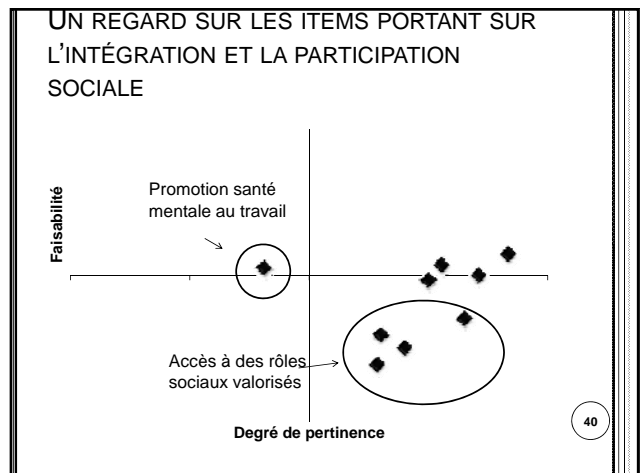 UN REGARD SUR LES ITEMS PORTANT SUR
L'INTÉGRATION ET LA PARTICIPATION
SOCIALE
Faisabilité
Promotion santé
mentale au travail
Accès à des rôles
sociaux valorisés
Degré de pertinence
40